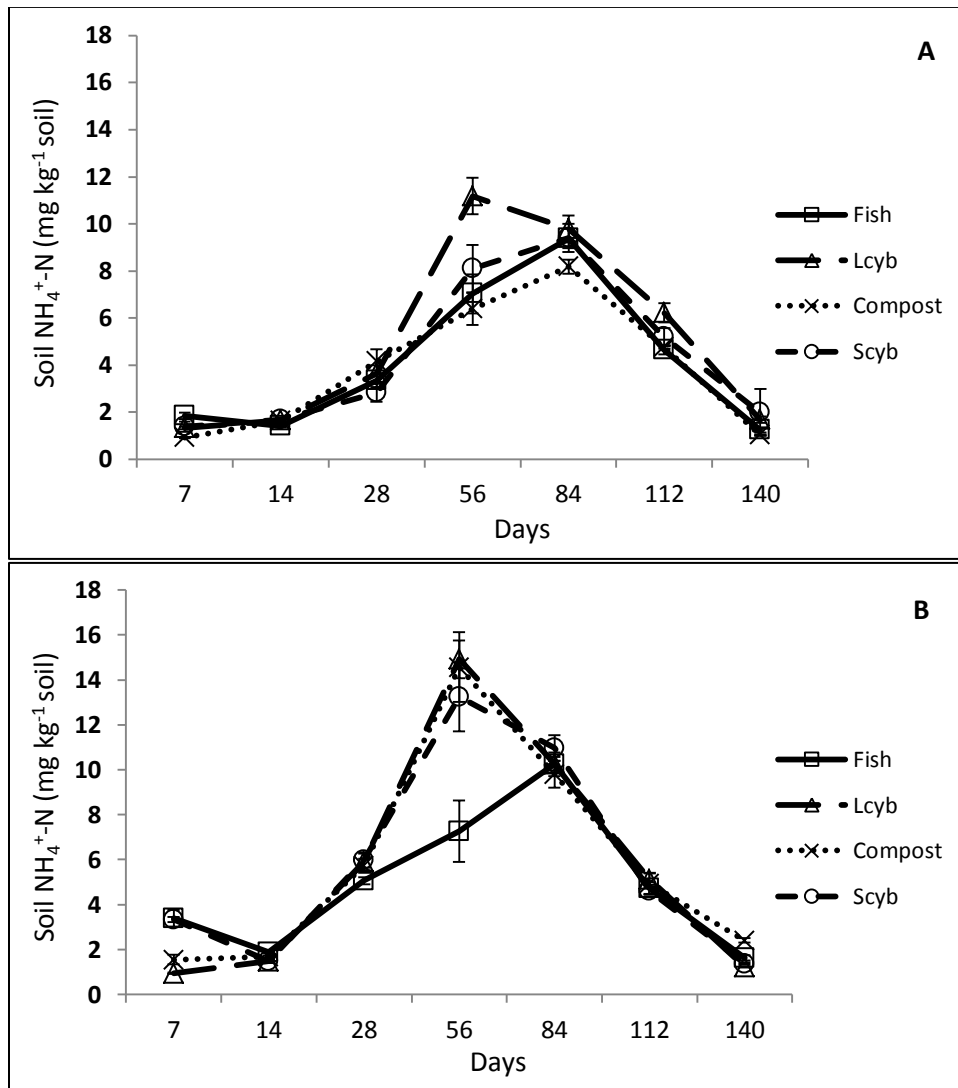 A
18
16
14
12
10
8
6
4
2
0
Soil NH₄⁺-N (mg kg⁻¹ soil)
7 14 28 56 84 112 140
Days
Fish
Lcyb
Compost
Scyb
B
18
16
14
12
10
8
6
4
2
0
Soil NH₄⁺-N (mg kg⁻¹ soil)
7 14 28 56 84 112 140
Days
Fish
Lcyb
Compost
Scyb